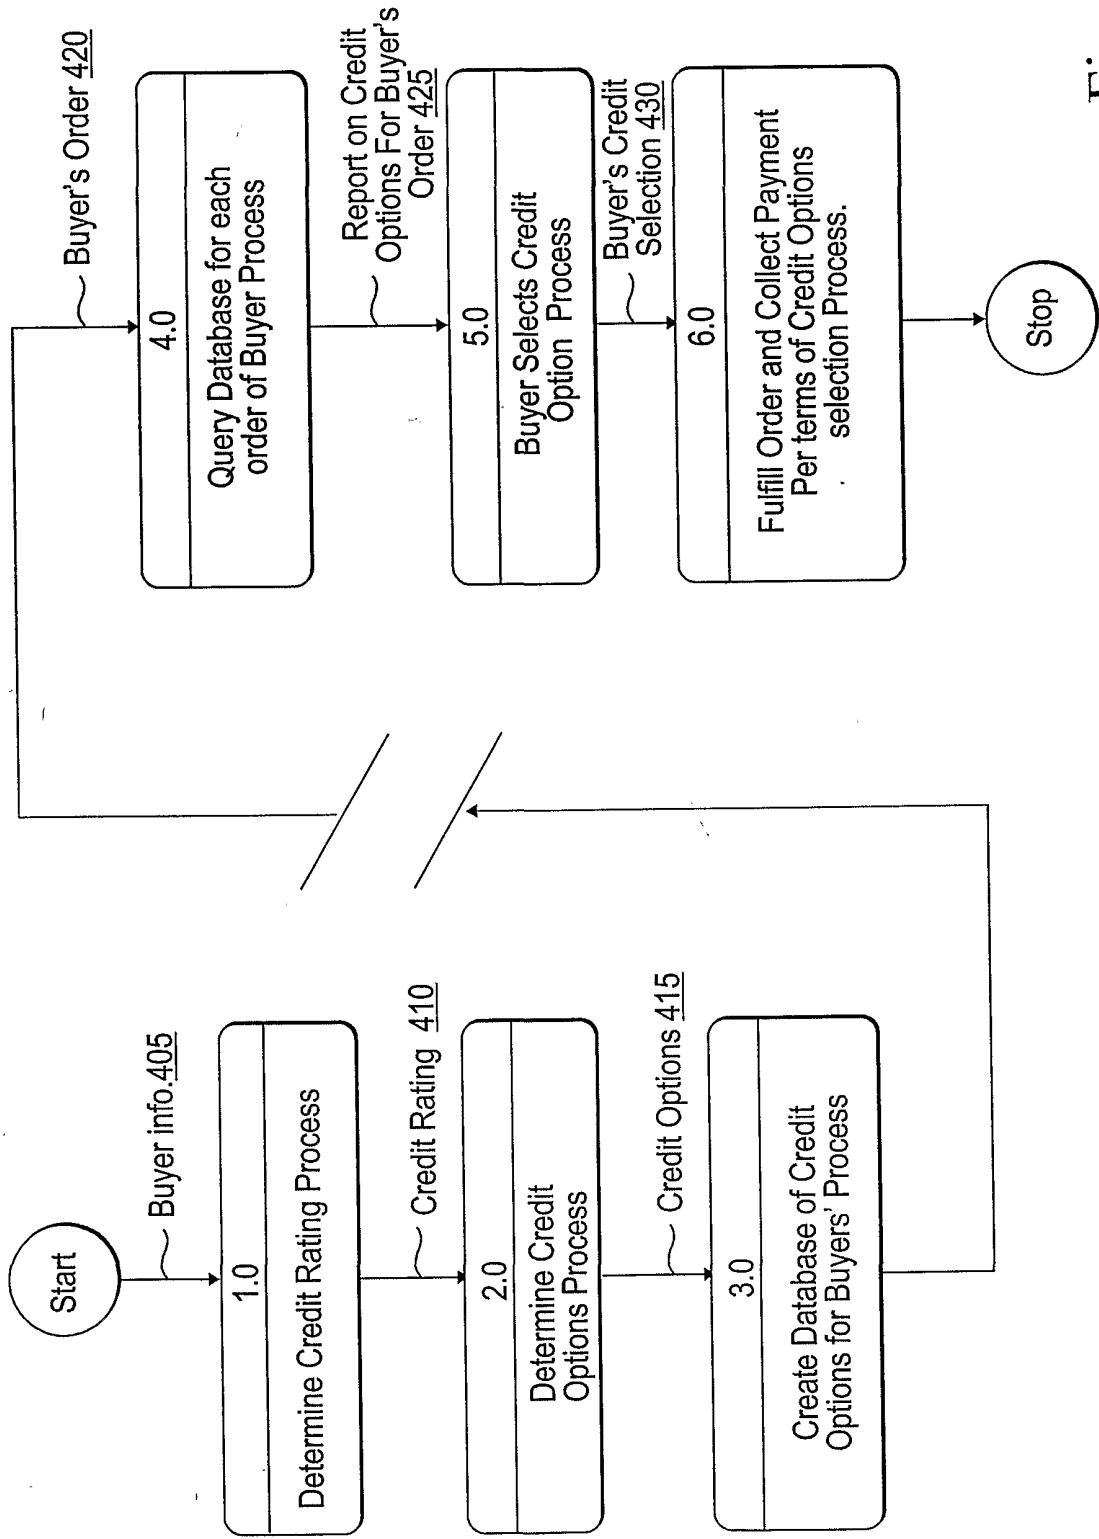 Start
Buyer info.405
1.0
Determine Credit Rating Process
Credit Rating 410
2.0
Determine Credit
Options Process
Credit Options 415
3.0
Create Database of Credit
Options for Buyers' Process
Buyer's Order 420
4.0
Query Database for each
order of Buyer Process
Report on Credit
Options For Buyer's
Order 425
5.0
Buyer Selects Credit
Option Process
Buyer's Credit
Selection 430
6.0
Fulfill Order and Collect Payment
Per terms of Credit Options
selection Process.
Stop